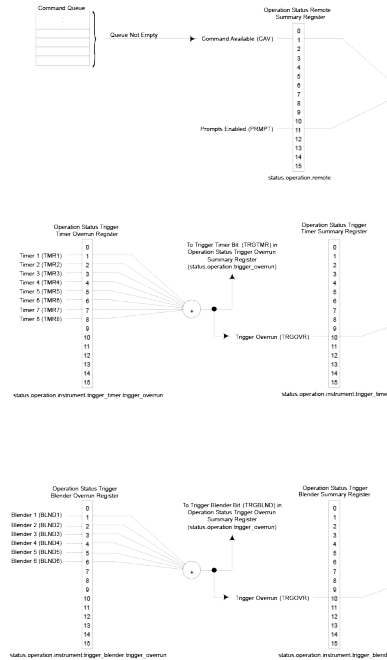 Command Queue
Queue Not Empty
Operation Status Remote
Summary Register
Command Available (CAV)
Prompts Enabled (PRMPT)
0
1
2
3
4
5
6
7
8
9
10
11
12
13
14
15
status.operation.remote
Operation Status Trigger
Timer Overrun Register
Timer 1 (TMR1)
Timer 2 (TMR2)
Timer 3 (TMR3)
Timer 4 (TMR4)
Timer 5 (TMR5)
Timer 6 (TMR6)
Timer 7 (TMR7)
Timer 8 (TMR8)
0
1
2
3
4
5
6
7
8
9
10
11
12
13
14
15
status.operation.instrument.trigger_timer.trigger_overrun
+
To Trigger Timer Bit (TRGTMR) in
Operation Status Trigger Overrun
Summary Register
(status.operation.trigger_overrun)
Trigger Overrun (TRGOVR)
Operation Status Trigger
Timer Summary Register
0
1
2
3
4
5
6
7
8
9
10
11
12
13
14
15
status.operation.instrument.trigger_time
Operation Status Trigger
Blender Overrun Register
Blender 1 (BLND1)
Blender 2 (BLND2)
Blender 3 (BLND3)
Blender 4 (BLND4)
Blender 5 (BLND5)
Blender 6 (BLND6)
0
1
2
3
4
5
6
7
8
9
10
11
12
13
14
15
status.operation.instrument.trigger_blender.trigger_overrun
+
To Trigger Blender Bit (TRGBLND) in
Operation Status Trigger Overrun
Summary Register
(status.operation.trigger_overrun)
Trigger Overrun (TRGOVR)
Operation Status Trigger
Blender Summary Register
0
1
2
3
4
5
6
7
8
9
10
11
12
13
14
15
status.operation.instrument.trigger_blend